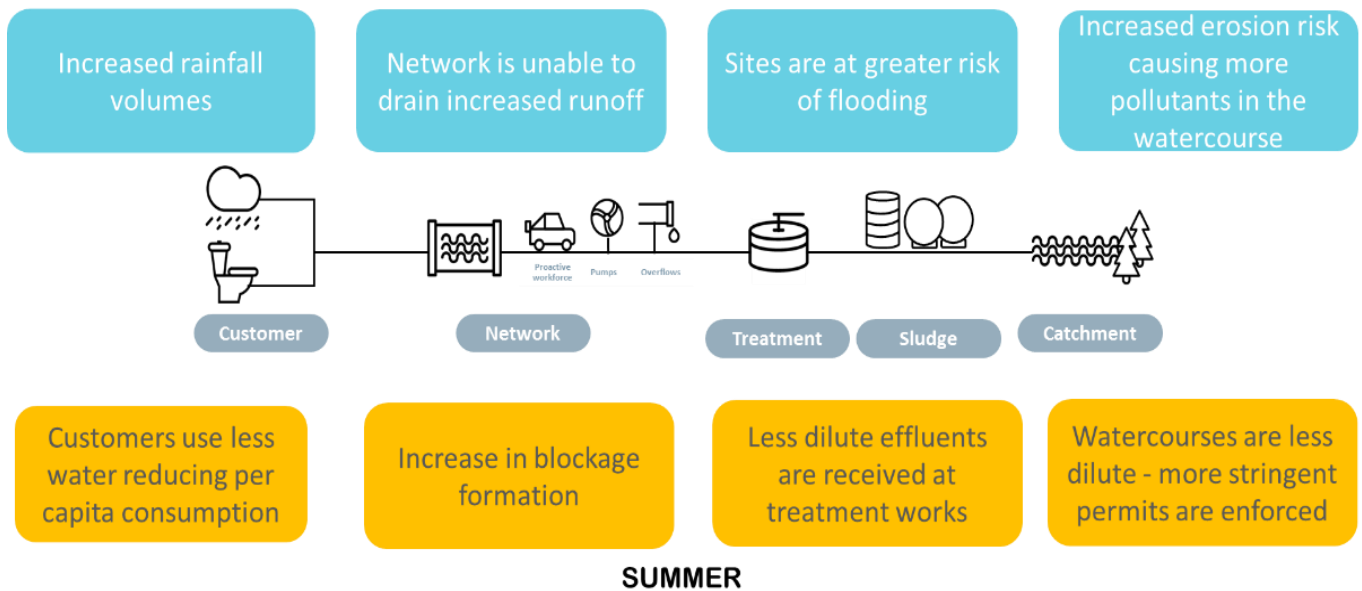 Increased rainfall
volumes
Network is unable to
drain increased runoff
Sites are at greater risk
of flooding
Increased erosion risk
causing more
pollutants in the
watercourse
Proactive
workforce
Pumps
Overflows
Customer
Network
Treatment
Sludge
Catchment
Customers use less
water reducing per
capita consumption
Increase in blockage
formation
Less dilute effluents
are received at
treatment works
Watercourses are less
dilute - more stringent
permits are enforced
SUMMER